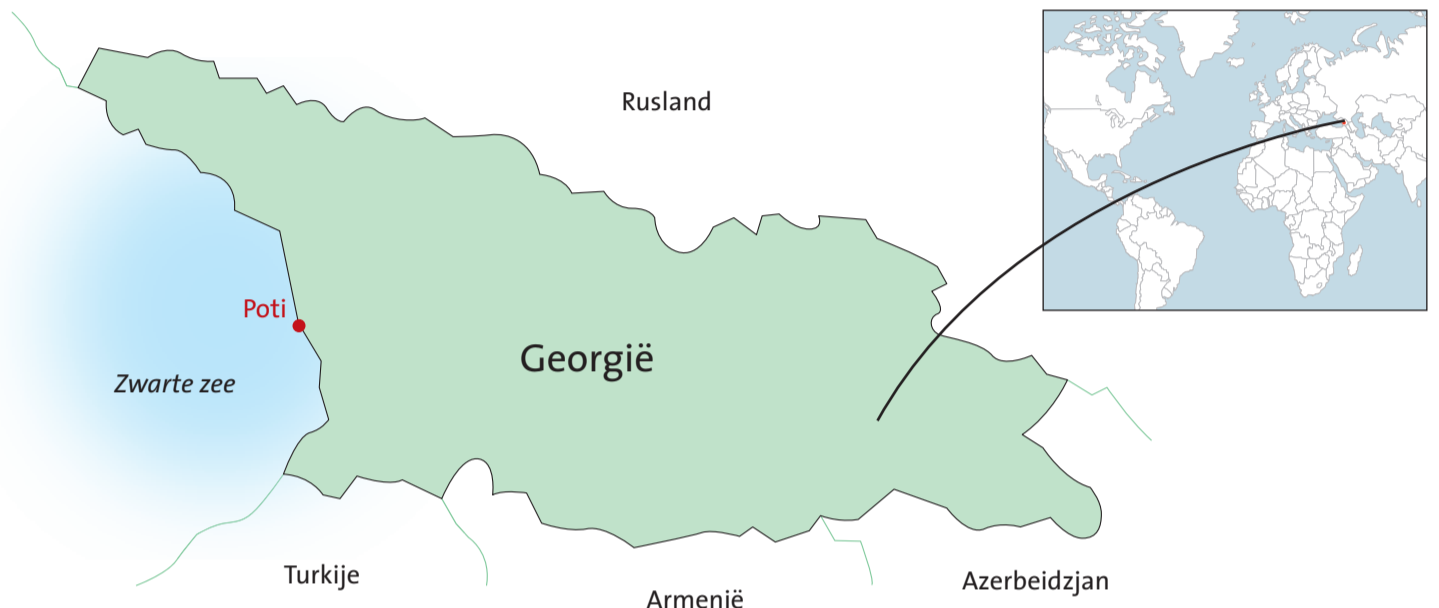 Rusland
Poti
Georgië
Zwarte zee
Turkije
Azerbeidzjan
Armenië